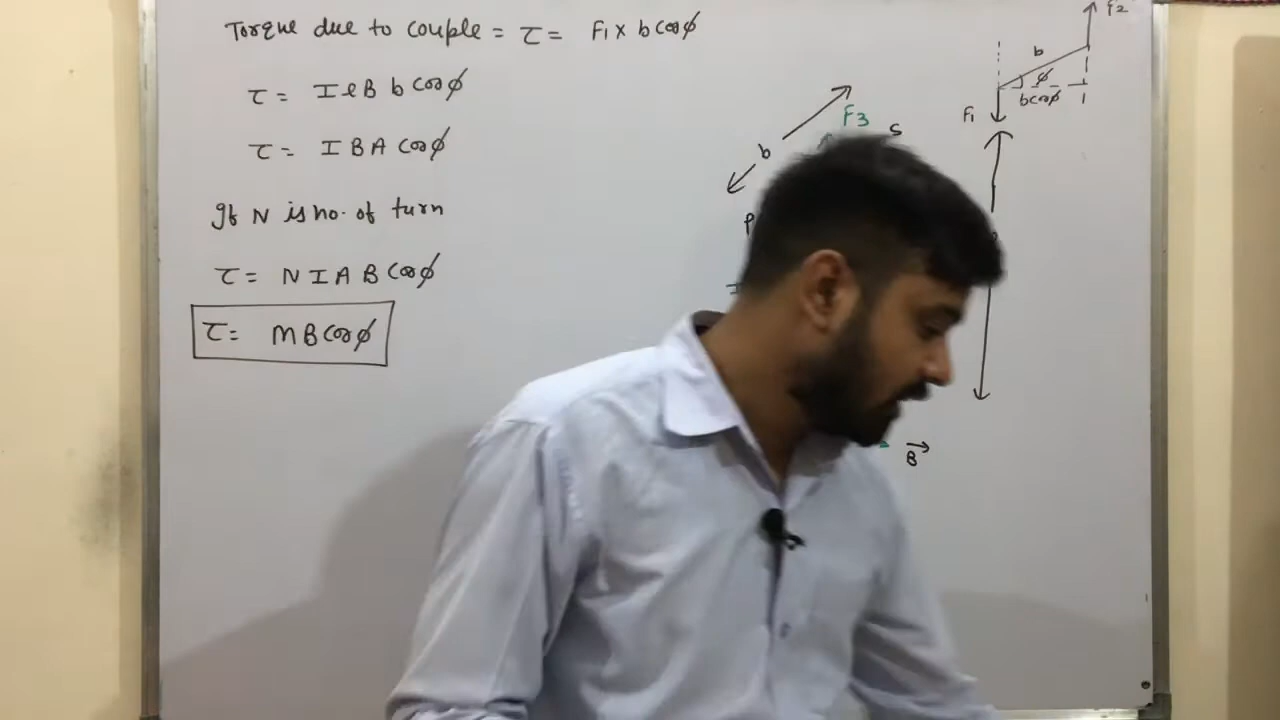 Torque due to couple = τ = F₁ × b cosϕ
τ = I l B b cosϕ
τ = I B A cosϕ
If N is no. of turn
τ = N I A B cosϕ
τ = M B cosϕ
F2
b
ϕ
b cosϕ
F₁
F3
S
b
P
I
B⃗